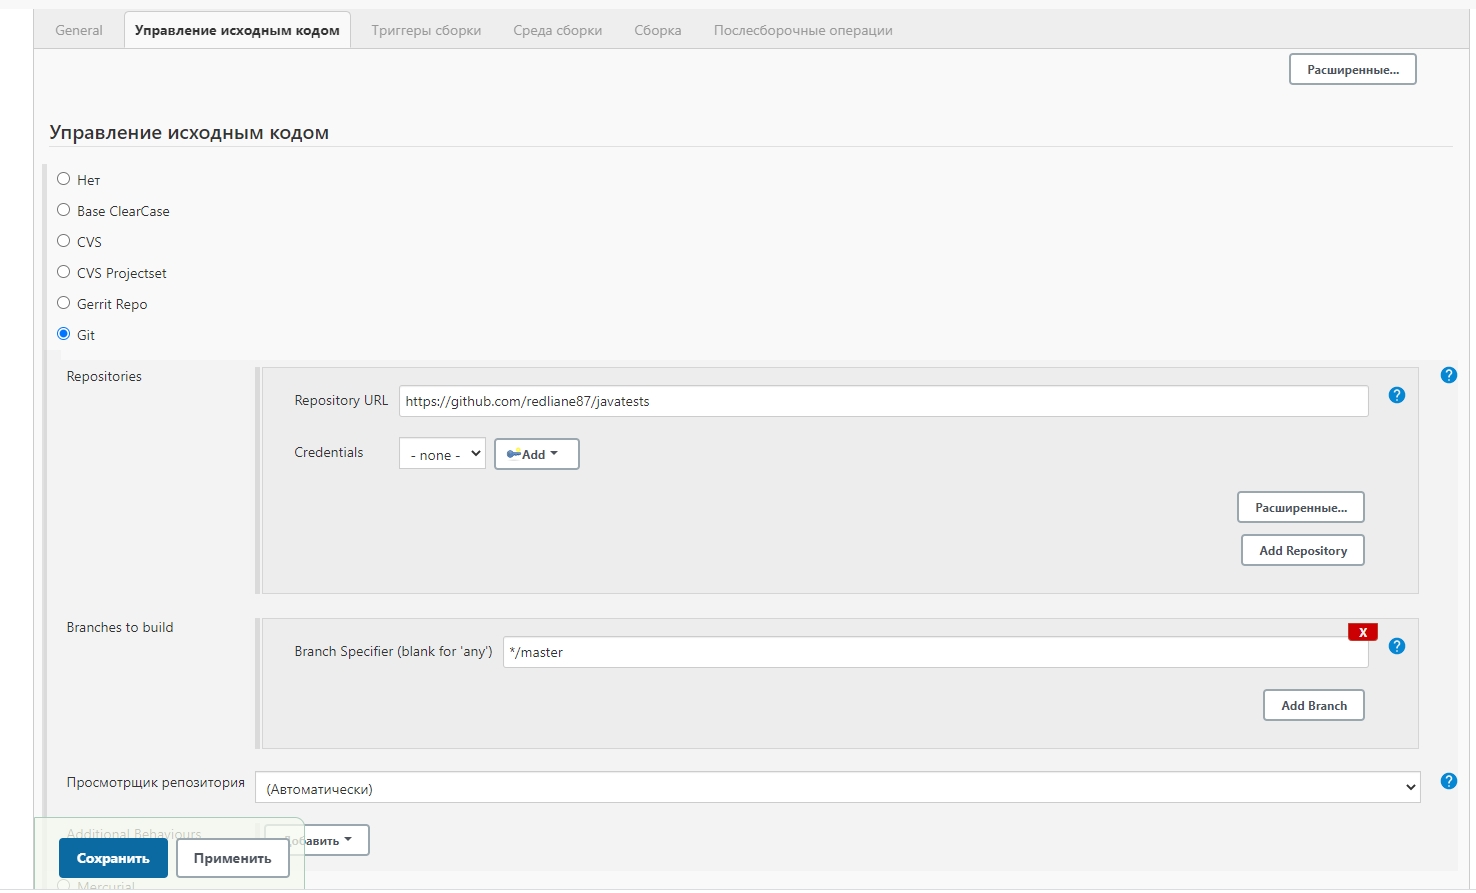 General
Управление исходным кодом
Триггеры сборки
Среда сборки
Сборка
Послесборочные операции
Расширенные...
Управление исходным кодом
Нет
Base ClearCase
CVS
CVS Projectset
Gerrit Repo
Git
Repositories
?
Repository URL
https://github.com/redliane87/javatests
?
Credentials
- none -
Add
Расширенные...
Add Repository
Branches to build
X
Branch Specifier (blank for 'any')
*/master
?
Add Branch
Просмотрщик репозитория
(Автоматически)
?
Additional Behaviours
Добавить
Сохранить
Применить
Mercurial